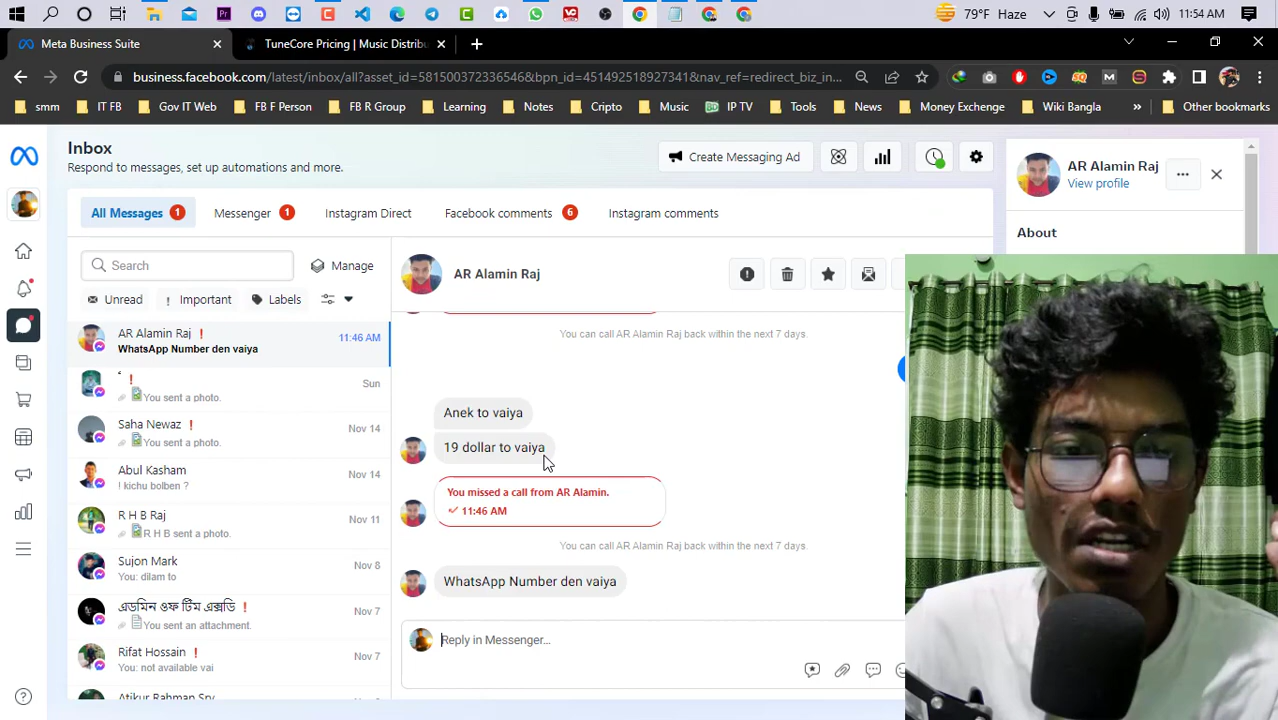 79°F Haze
11:54 AM
Meta Business Suite
TuneCore Pricing | Music Distribu
business.facebook.com/latest/inbox/all?asset_id=581500372336546&bpn_id=451492518927341&nav_ref=redirect_biz_in...
smm
IT FB
Gov IT Web
FB F Person
FB R Group
Learning
Notes
Cripto
Music
IP TV
Tools
News
Money Exchenge
Wiki Bangla
Other bookmarks
Inbox
Respond to messages, set up automations and more.
Create Messaging Ad
AR Alamin Raj
View profile
About
All Messages 1
Messenger 1
Instagram Direct
Facebook comments 6
Instagram comments
Search
Manage
Unread
Important
Labels
AR Alamin Raj
11:46 AM
WhatsApp Number den vaiya
Sun
You sent a photo.
Saha Newaz
Nov 14
You sent a photo.
Abul Kasham
Nov 14
! kichu bolben ?
R H B Raj
Nov 11
R H B sent a photo.
Sujon Mark
Nov 8
You: dilam to
এডমিন ওফ টিম এক্সডি
Nov 7
You sent an attachment.
Rifat Hossain
Nov 7
You: not available vai
Atikur Rahman Spy
AR Alamin Raj
You can call AR Alamin Raj back within the next 7 days.
Anek to vaiya
19 dollar to vaiya
You missed a call from AR Alamin.
11:46 AM
You can call AR Alamin Raj back within the next 7 days.
WhatsApp Number den vaiya
Reply in Messenger...